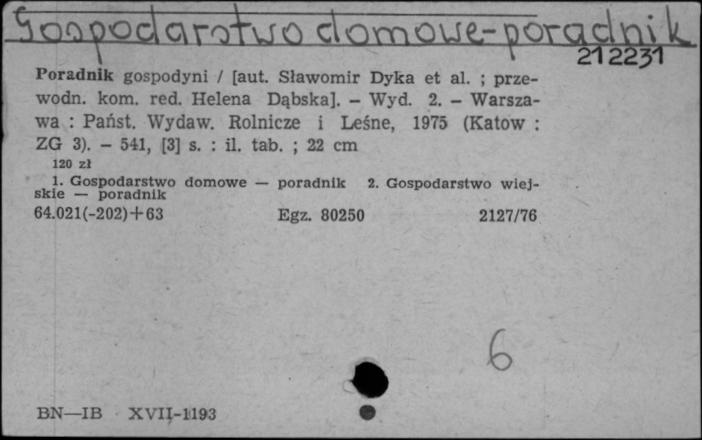 Gospodarstwo domowe-poradnik
212231
Poradnik gospodyni / [aut. Sławomir Dyka et al. ; prze-
wodn. kom. red. Helena Dąbska]. — Wyd. 2. — Warsza-
wa : Państ. Wydaw. Rolnicze i Leśne, 1975 (Katow :
ZG 3). — 541, [3] s. : il. tab. ; 22 cm
120 zł
1. Gospodarstwo domowe — poradnik 2. Gospodarstwo wiej-
skie — poradnik
64.021(-202)+63 Egz. 80250 2127/76
6
BN—IB XVII-1193